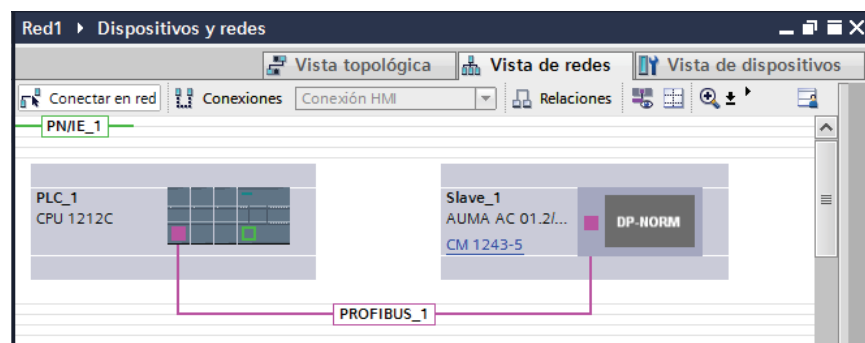 Red1 ▸ Dispositivos y redes
Vista topológica Vista de redes Vista de dispositivos
Conectar en red Conexiones Conexión HMI Relaciones
PN/IE_1
PLC_1
CPU 1212C
Slave_1
AUMA AC 01.2/...
CM 1243-5
DP-NORM
PROFIBUS_1